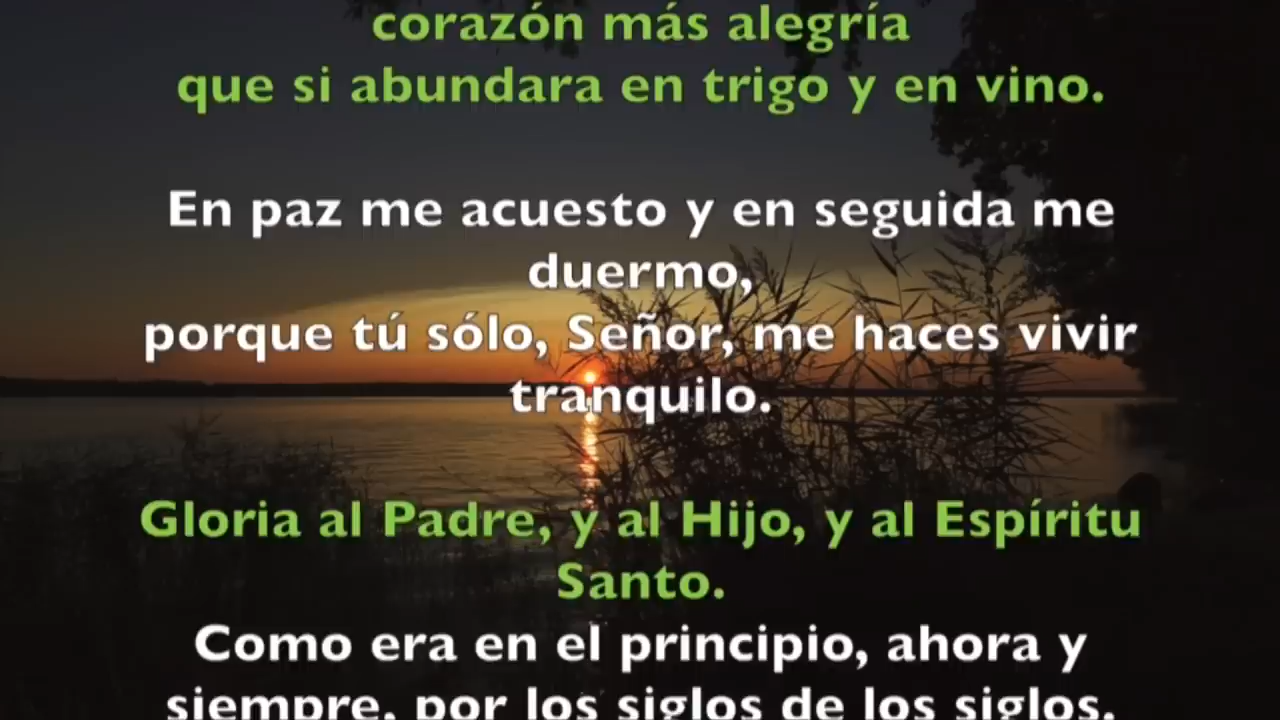 corazón más alegría
que si abundara en trigo y en vino.
En paz me acuesto y en seguida me
duermo,
porque tú sólo, Señor, me haces vivir
tranquilo.
Gloria al Padre, y al Hijo, y al Espíritu
Santo.
Como era en el principio, ahora y
siempre, por los siglos de los siglos.